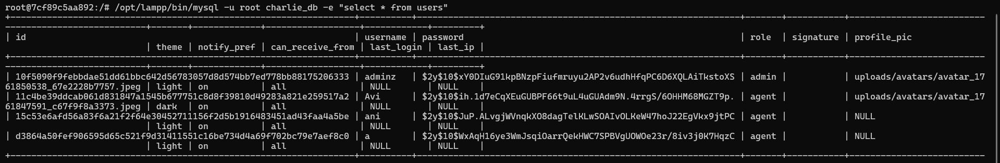 root@7cf89c5aa892:/# /opt/lampp/bin/mysql -u root charlie_db -e "select * from users"
+------------------------------------------------------------------+----------+--------------------------------------------------------------+-------+-----------+--------------------------
---------------------------+-------+-------------+------------------+------------+---------+
| id                                                               | username | password                                                     | role  | signature | profile_pic
                           | theme | notify_pref | can_receive_from | last_login | last_ip |
+------------------------------------------------------------------+----------+--------------------------------------------------------------+-------+-----------+--------------------------
---------------------------+-------+-------------+------------------+------------+---------+
| 10f5090f9febbdae51dd61bbc642d56783057d8d574bb7ed778bb88175206333 | adminz   | $2y$10$xY0DIuG91kpBNzpFiufmruyu2AP2v6udhHfqPC6D6XQLAiTkstoXS | admin |           | uploads/avatars/avatar_17
61850538_67e2228b7757.jpeg | light | on          | all              | NULL       | NULL    |
| 11c4be39ddcab061d831847a1545b677751c8d8f39810d49283a821e259517a2 | Avi      | $2y$10$ih.1d7eCqXEuGUBPF66t9uL4uGUAdm9N.4rrgS/6OHHM68MGZT9p. | agent |           | uploads/avatars/avatar_17
61847591_c67f9f8a3373.jpeg | dark  | on          | all              | NULL       | NULL    |
| 15c53e6afd56a83f6a21f2f64e30452711156f2d5b1916483451ad43faa4a5be | ani      | $2y$10$JuP.ALvgjWVnqkXO8dagTelKLwSOAIvOLKeW47hoJ22EgVkx9jtPC | agent |           | NULL
                           | light | on          | all              | NULL       | NULL    |
| d3864a50fef906595d65c521f9d31411551c16be734d4a69f702bc79e7aef8c0 | a        | $2y$10$WxAqH16ye3WmJsqiOarrQekHWC7SPBVgUOWOe23r/8iv3j0K7HqzC | agent |           | NULL
                           | light | on          | all              | NULL       | NULL    |
+------------------------------------------------------------------+----------+--------------------------------------------------------------+-------+-----------+--------------------------